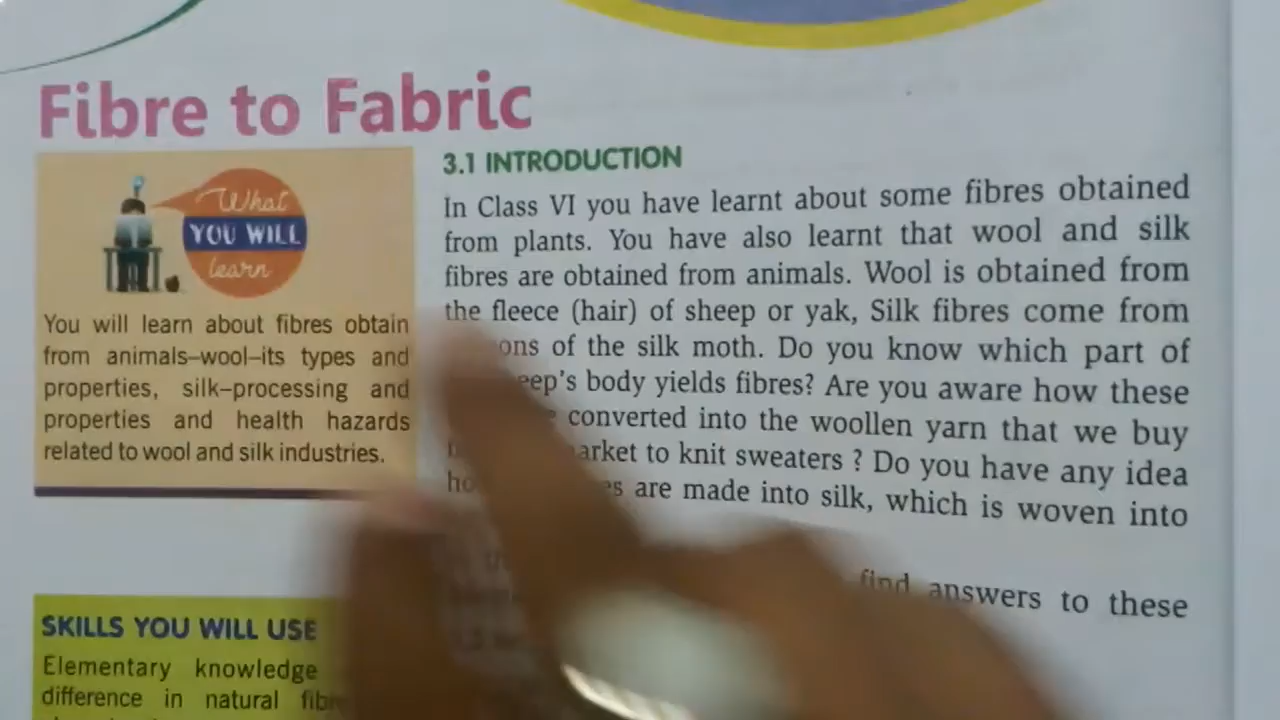 Fibre to Fabric
What
YOU WILL
learn
You will learn about fibres obtain
from animals–wool–its types and
properties, silk–processing and
properties and health hazards
related to wool and silk industries.
SKILLS YOU WILL USE
Elementary knowledge
difference in natural
3.1 INTRODUCTION
In Class VI you have learnt about some fibres obtained
from plants. You have also learnt that wool and silk
fibres are obtained from animals. Wool is obtained from
the fleece (hair) of sheep or yak, Silk fibres come from
of the silk moth. Do you know which part of
body yields fibres? Are you aware how these
converted into the woollen yarn that we buy
to knit sweaters ? Do you have any idea
are made into silk, which is woven into
find answers to these